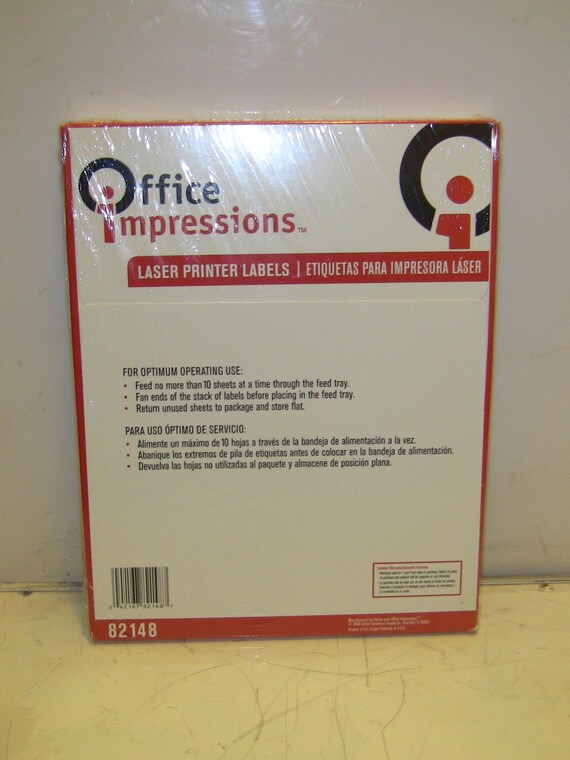 Office
impressions™
LASER PRINTER LABELS | ETIQUETAS PARA IMPRESORA LÁSER
FOR OPTIMUM OPERATING USE:
• Feed no more than 10 sheets at a time through the feed tray.
• Fan ends of the stack of labels before placing in the feed tray.
• Return unused sheets to package and store flat.
PARA USO ÓPTIMO DE SERVICIO:
• Alimente un máximo de 10 hojas a través de la bandeja de alimentación a la vez.
• Abanique los extremos de pila de etiquetas antes de colocar en la bandeja de alimentación.
• Devuelva las hojas no utilizadas al paquete y almacene de posición plana.
82148